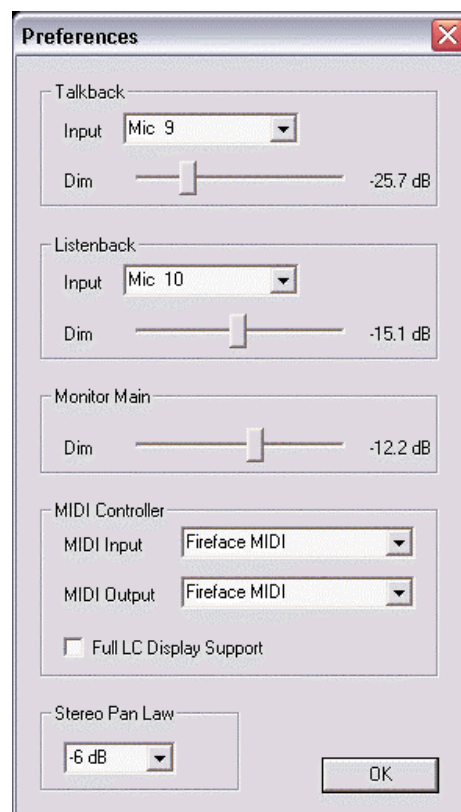 Preferences
Talkback
Input Mic 9
Dim -25.7 dB
Listenback
Input Mic 10
Dim -15.1 dB
Monitor Main
Dim -12.2 dB
MIDI Controller
MIDI Input Fireface MIDI
MIDI Output Fireface MIDI
Full LC Display Support
Stereo Pan Law
-6 dB
OK